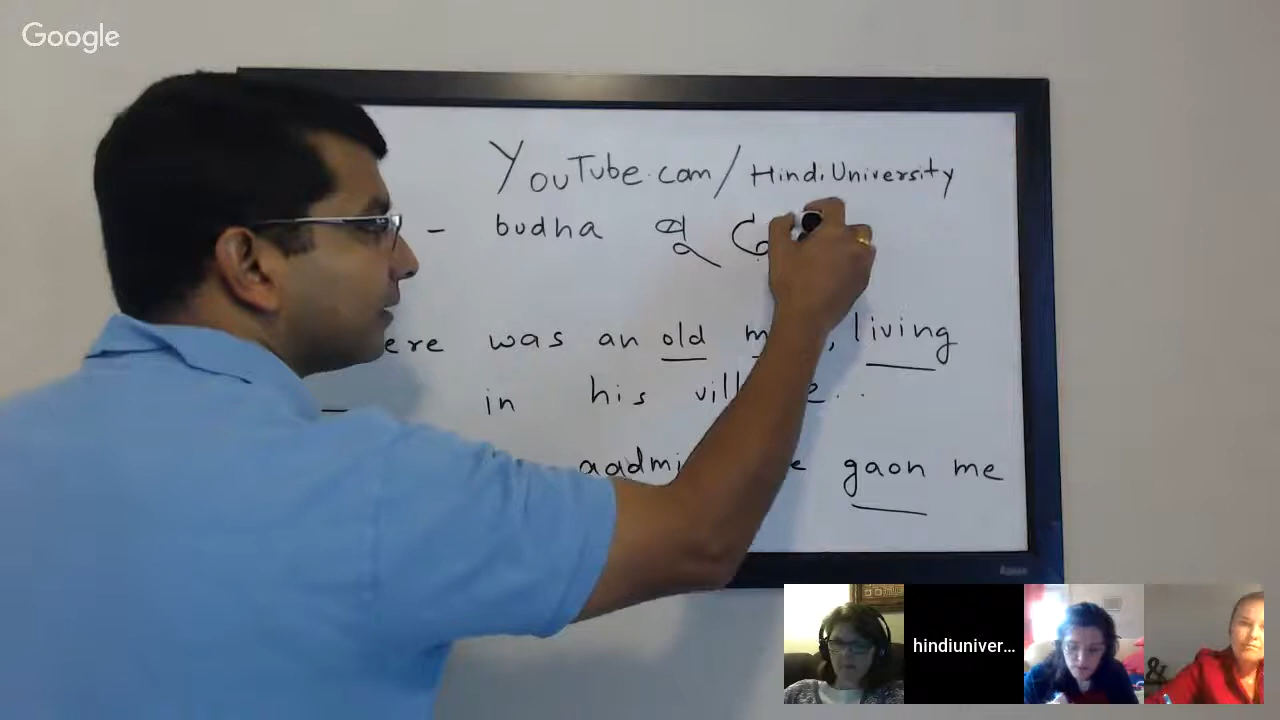 Google
YouTube.com/HindiUniversity
- budha बू
was an old living
in his
aadmi gaon me
hindiuniver...